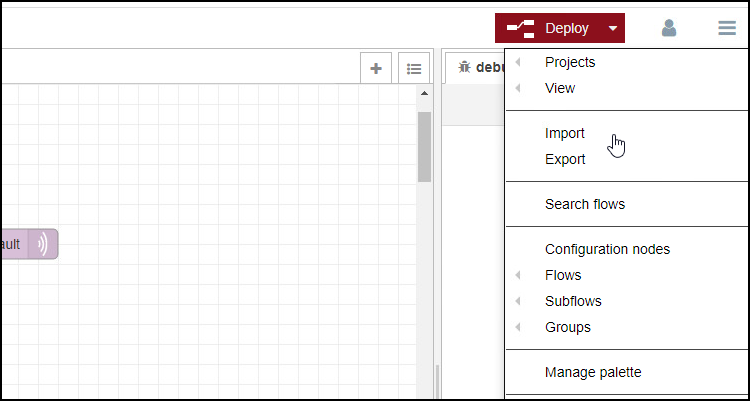 Deploy
debu
Projects
View
Import
Export
Search flows
ault
Configuration nodes
Flows
Subflows
Groups
Manage palette